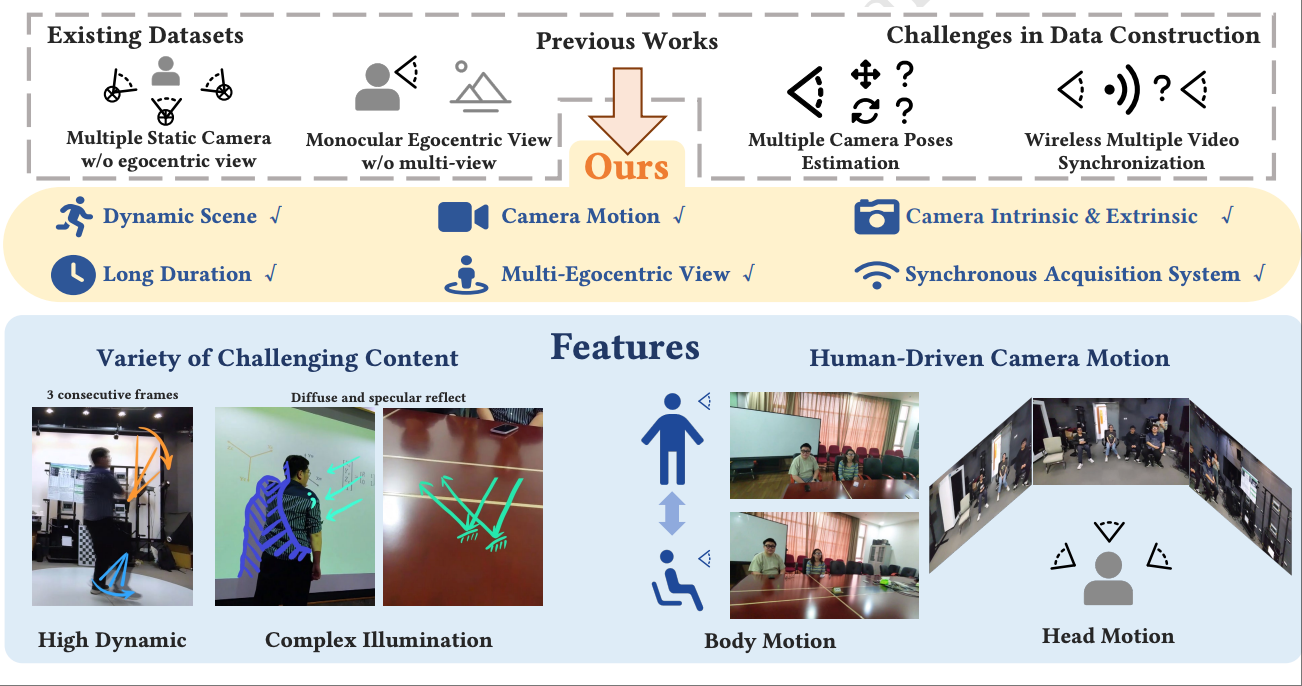 Existing Datasets
Previous Works
Challenges in Data Construction
Multiple Static Camera
w/o egocentric view
Monocular Egocentric View
w/o multi-view
? ?
Multiple Camera Poses
Estimation
?
Wireless Multiple Video
Synchronization
Ours
Dynamic Scene √
Camera Motion √
Camera Intrinsic & Extrinsic √
Long Duration √
Multi-Egocentric View √
Synchronous Acquisition System √
Features
Variety of Challenging Content
Human-Driven Camera Motion
3 consecutive frames
Diffuse and specular reflect
High Dynamic
Complex Illumination
Body Motion
Head Motion